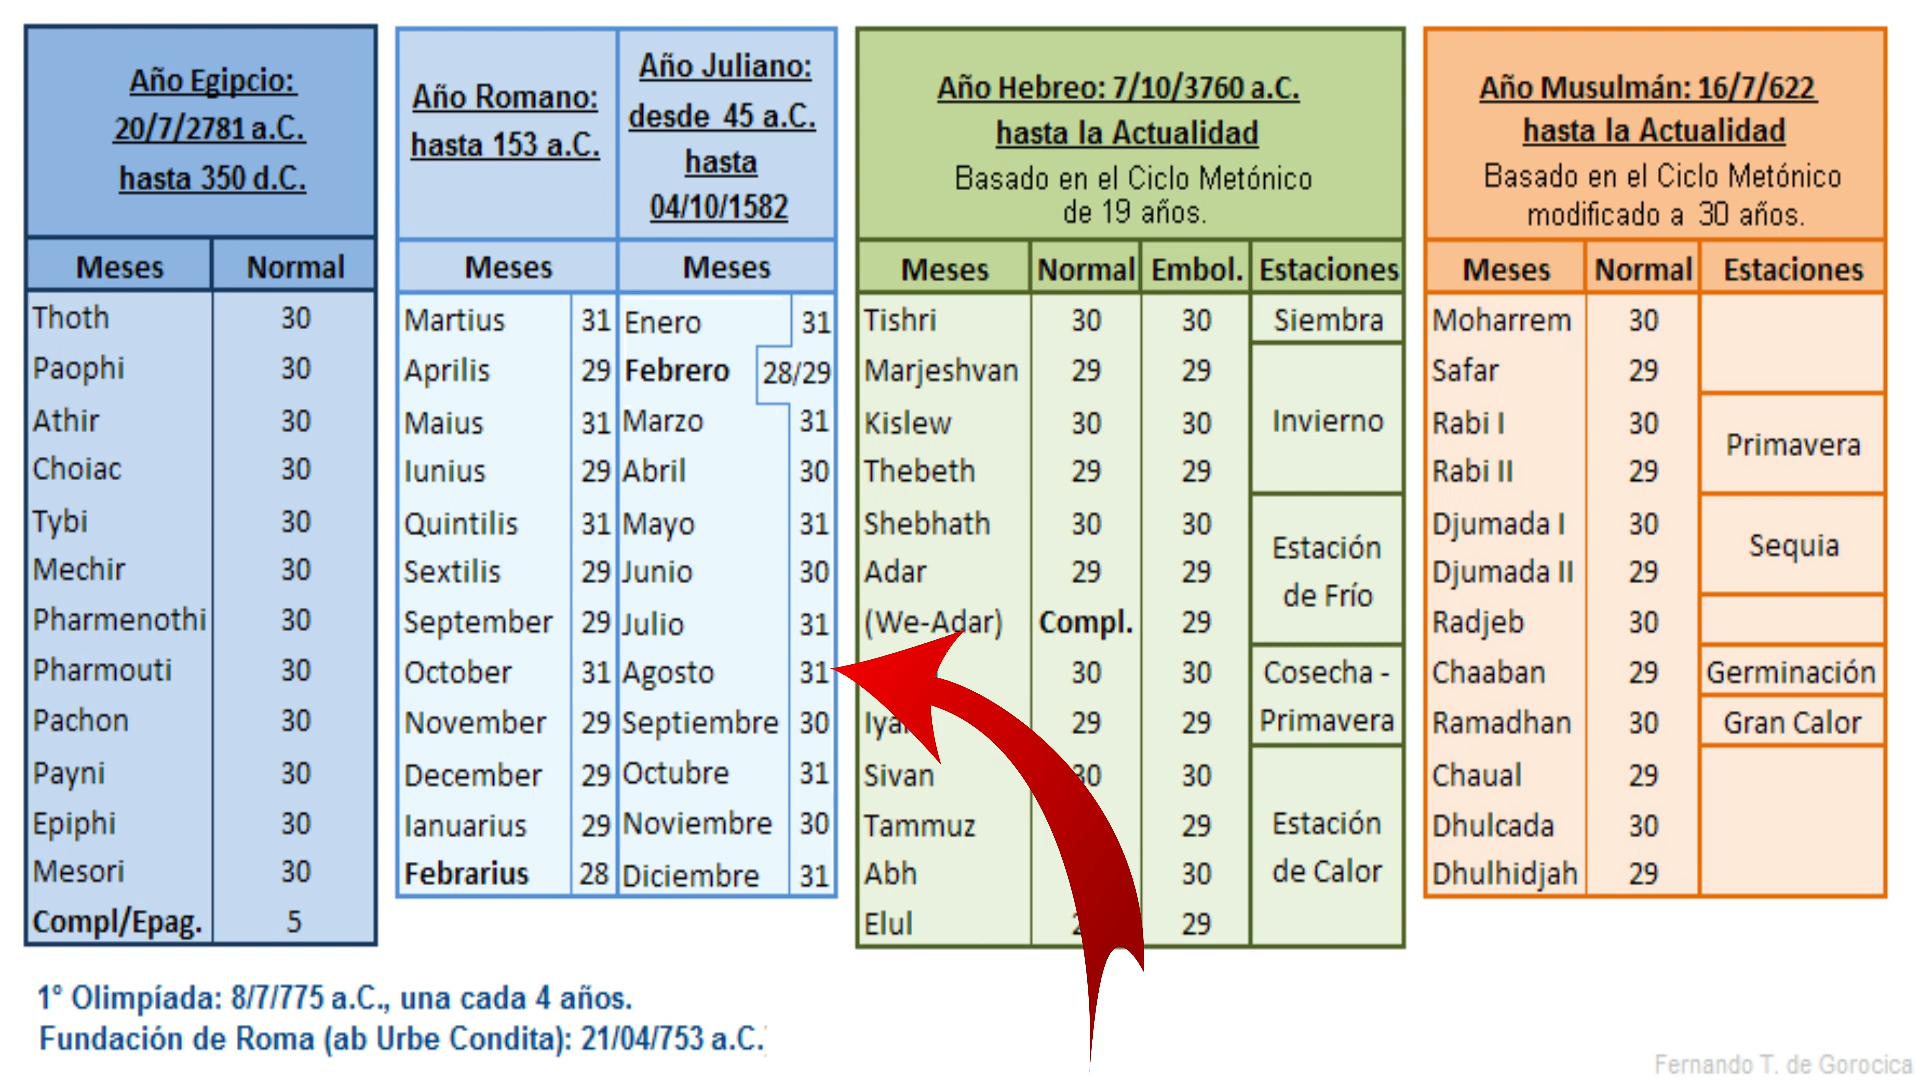 Año Egipcio:
20/7/2781 a.C.
hasta 350 d.C.
Meses Normal
Thoth 30
Paophi 30
Athir 30
Choiac 30
Tybi 30
Mechir 30
Pharmenothi 30
Pharmouti 30
Pachon 30
Payni 30
Epiphi 30
Mesori 30
Compl/Epag. 5
Año Romano:
hasta 153 a.C.
Meses
Martius 31
Aprilis 29
Maius 31
Iunius 29
Quintilis 31
Sextilis 29
September 29
October 31
November 29
December 29
Ianuarius 29
Febrarius 28
Año Juliano:
desde 45 a.C.
hasta
04/10/1582
Meses
Enero 31
Febrero 28/29
Marzo 31
Abril 30
Mayo 31
Junio 30
Julio 31
Agosto 31
Septiembre 30
Octubre 31
Noviembre 30
Diciembre 31
Año Hebreo: 7/10/3760 a.C.
hasta la Actualidad
Basado en el Ciclo Metónico
de 19 años.
Meses Normal Embol. Estaciones
Tishri 30 30 Siembra
Marjeshvan 29 29
Kislew 30 30 Invierno
Thebeth 29 29
Shebhath 30 30 Estación
Adar 29 29 de Frío
(We-Adar) Compl. 29
30 30 Cosecha -
29 29 Primavera
Sivan 30 30
Tammuz 29 Estación
Abh 30 de Calor
Elul 29
Año Musulmán: 16/7/622
hasta la Actualidad
Basado en el Ciclo Metónico
modificado a 30 años.
Meses Normal Estaciones
Moharrem 30
Safar 29
Rabi I 30 Primavera
Rabi II 29
Djumada I 30 Sequia
Djumada II 29
Radjeb 30
Chaaban 29 Germinación
Ramadhan 30 Gran Calor
Chaual 29
Dhulcada 30
Dhulhidjah 29
1° Olimpíada: 8/7/775 a.C., una cada 4 años.
Fundación de Roma (ab Urbe Condita): 21/04/753 a.C.
Fernando T. de Gorocica